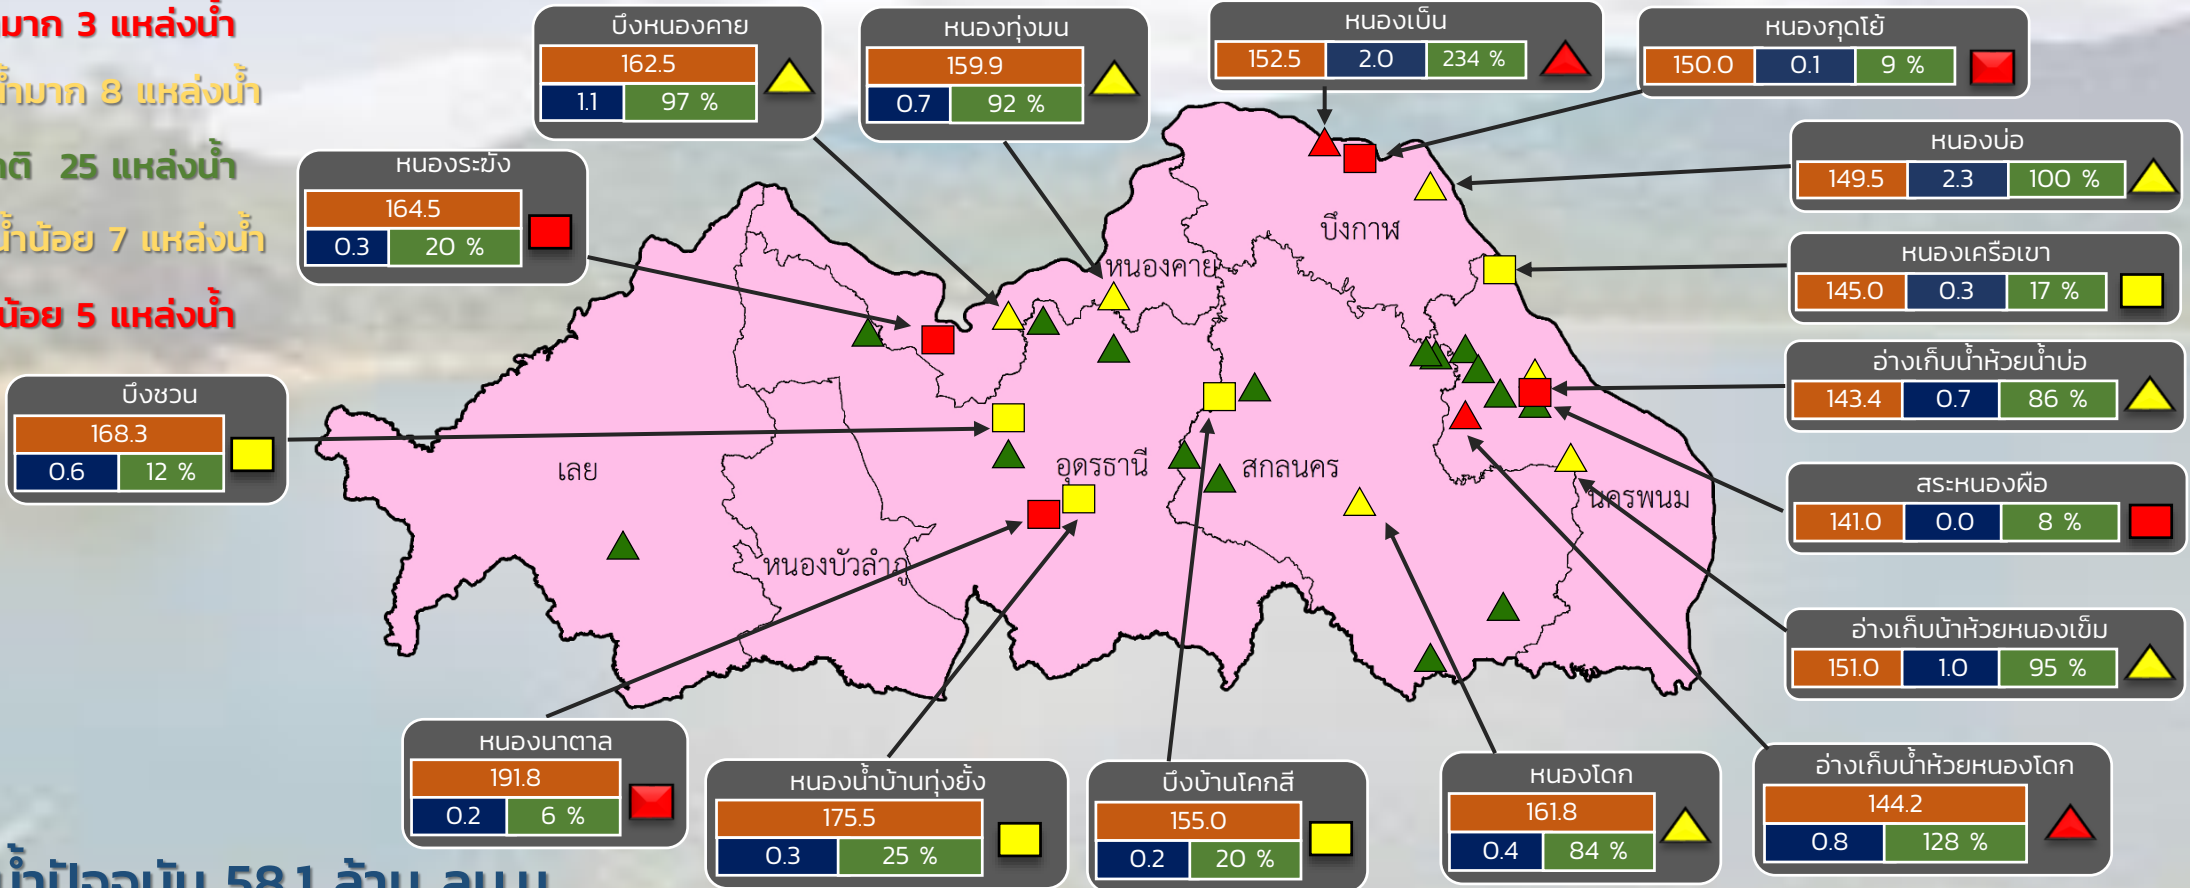 มาก 3 แหล่งน้ำ
น้ำมาก 8 แหล่งน้ำ
25 แหล่งน้ำ
น้ำน้อย 7 แหล่งน้ำ
น้อย 5 แหล่งน้ำ
บึงหนองคาย
162.5
1.1 97 %
หนองทุ่งมน
159.9
0.7 92 %
หนองเบ็น
152.5 2.0 234 %
หนองกุดโย้
150.0 0.1 9 %
หนองระฆัง
164.5
0.3 20 %
หนองบ่อ
149.5 2.3 100 %
หนองเครือเขา
145.0 0.3 17 %
อ่างเก็บน้ำห้วยน้ำบ่อ
143.4 0.7 86 %
บึงชวน
168.3
0.6 12 %
สระหนองผือ
141.0 0.0 8 %
อ่างเก็บน้ำห้วยหนองเข็ม
151.0 1.0 95 %
บึงกาฬ
หนองคาย
เลย
อุดรธานี
สกลนคร
นครพนม
หนองบัวลำภู
หนองนาตาล
191.8
0.2 6 %
หนองน้ำบ้านทุ่งยั้ง
175.5
0.3 25 %
บึงบ้านโคกสี
155.0
0.2 20 %
หนองโดก
161.8
0.4 84 %
อ่างเก็บน้ำห้วยหนองโดก
144.2
0.8 128 %
น้ำปัจจุบัน 58.1 ล้าน ลบ.ม